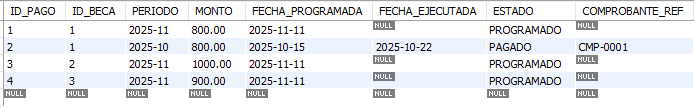 ID_PAGO ID_BECA PERIODO MONTO FECHA_PROGRAMADA FECHA_EJECUTADA ESTADO COMPROBANTE_REF
1 1 2025-11 800.00 2025-11-11 NULL PROGRAMADO NULL
2 1 2025-10 800.00 2025-10-15 2025-10-22 PAGADO CMP-0001
3 2 2025-11 1000.00 2025-11-11 NULL PROGRAMADO NULL
4 3 2025-11 900.00 2025-11-11 NULL PROGRAMADO NULL
NULL NULL NULL NULL NULL NULL NULL NULL